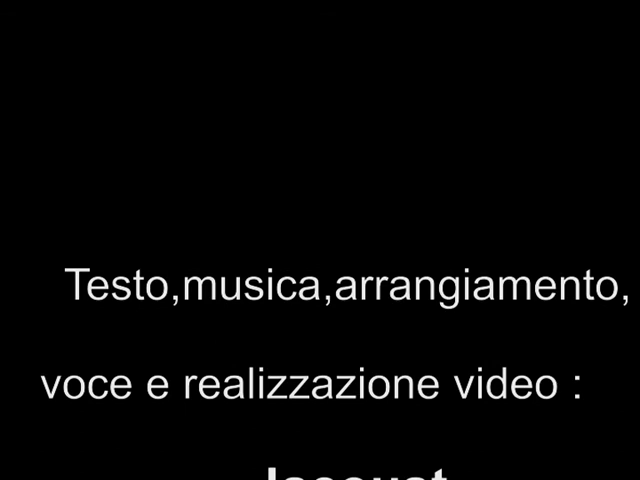 Testo,musica,arrangiamento,
voce e realizzazione video :